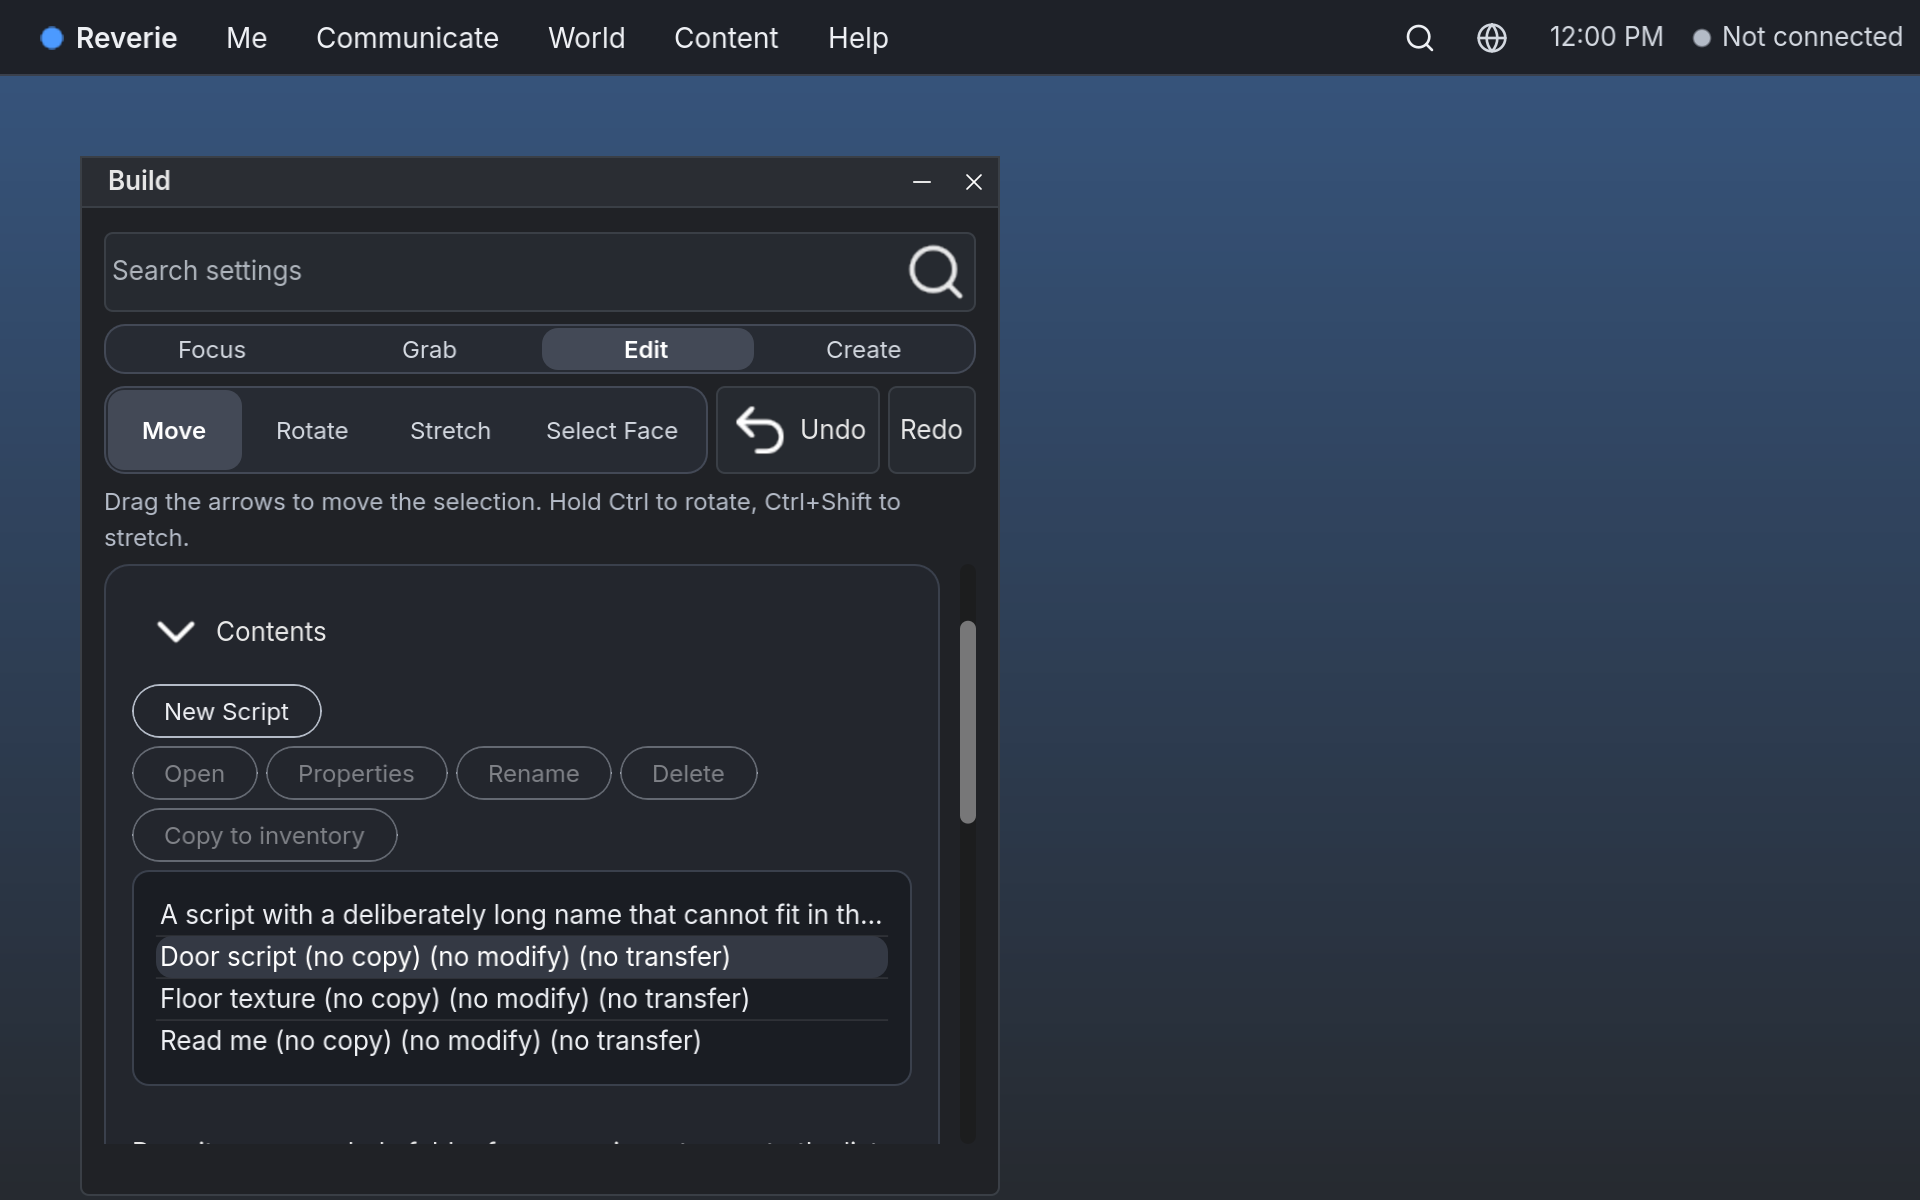 Reverie Me Communicate World Content Help 12:00 PM Not connected
Build
Search settings
Focus Grab Edit Create
Move Rotate Stretch Select Face Undo Redo
Drag the arrows to move the selection. Hold Ctrl to rotate, Ctrl+Shift to
stretch.
Contents
New Script
Open Properties Rename Delete
Copy to inventory
A script with a deliberately long name that cannot fit in th...
Door script (no copy) (no modify) (no transfer)
Floor texture (no copy) (no modify) (no transfer)
Read me (no copy) (no modify) (no transfer)